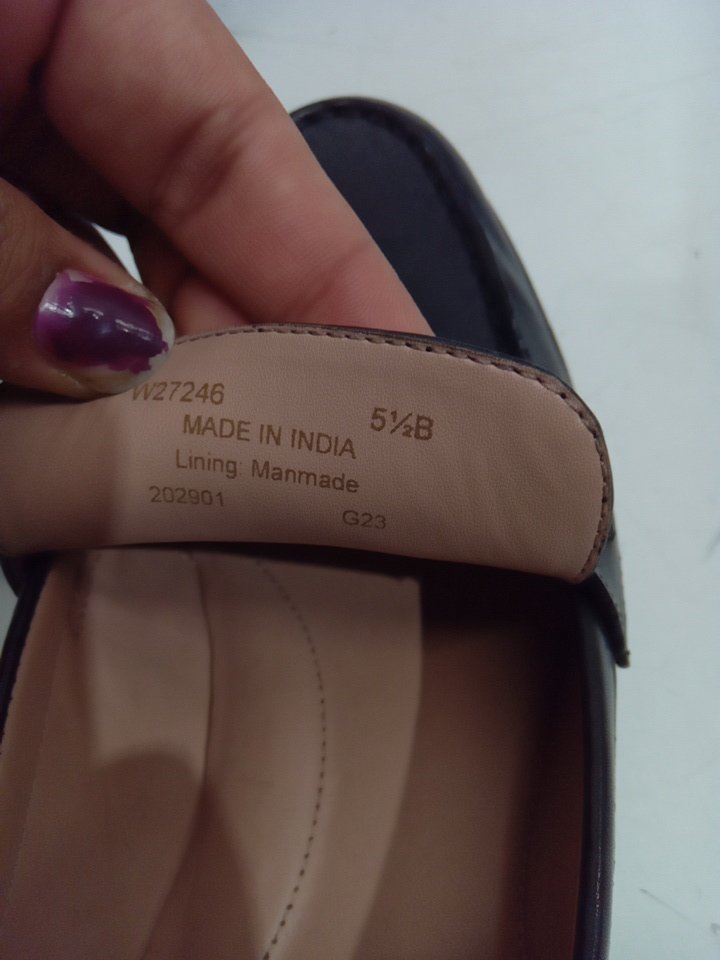 W27246 5½B
MADE IN INDIA
Lining: Manmade
202901 G23